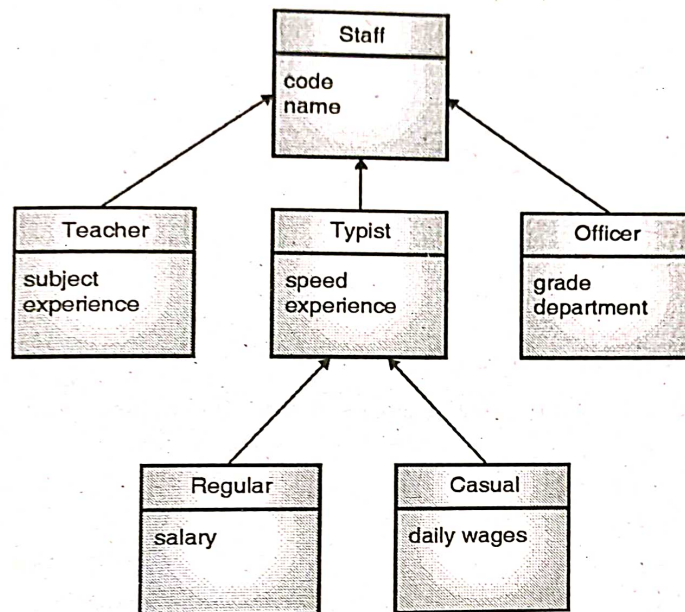 Staff
code
name
Teacher
subject
experience
Typist
speed
experience
Officer
grade
department
Regular
salary
Casual
daily wages